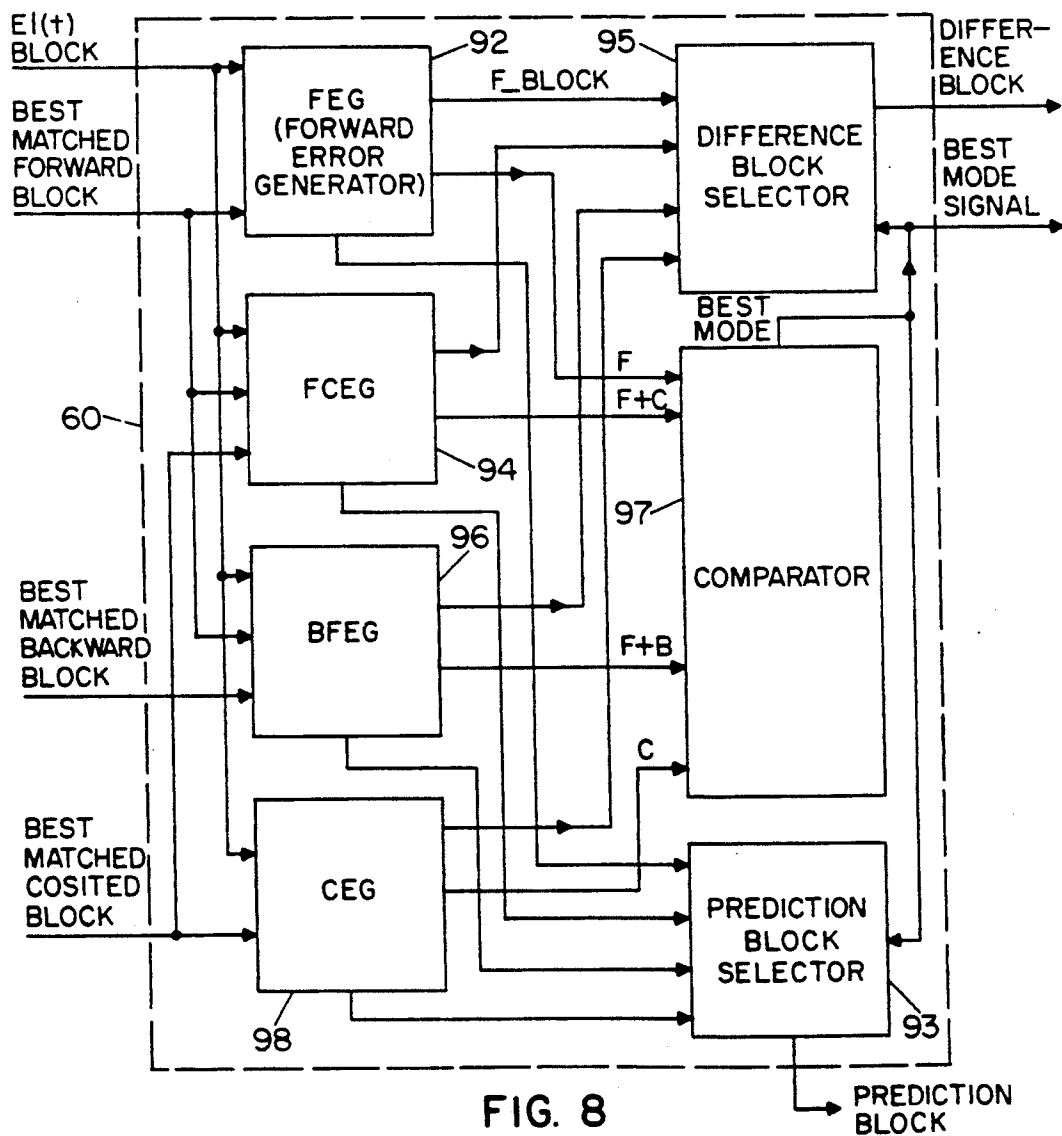 EI(t)
BLOCK
BEST
MATCHED
FORWARD
BLOCK
92
FEG
(FORWARD
ERROR
GENERATOR)
F_BLOCK
95
DIFFERENCE
BLOCK
SELECTOR
DIFFER-
ENCE
BLOCK
BEST
MODE
SIGNAL
BEST
MODE
60
FCEG
94
F
F+C
97
COMPARATOR
96
BEST
MATCHED
BACKWARD
BLOCK
BFEG
F+B
C
BEST
MATCHED
COSITED
BLOCK
CEG
98
PREDICTION
BLOCK
SELECTOR
93
PREDICTION
BLOCK
FIG. 8